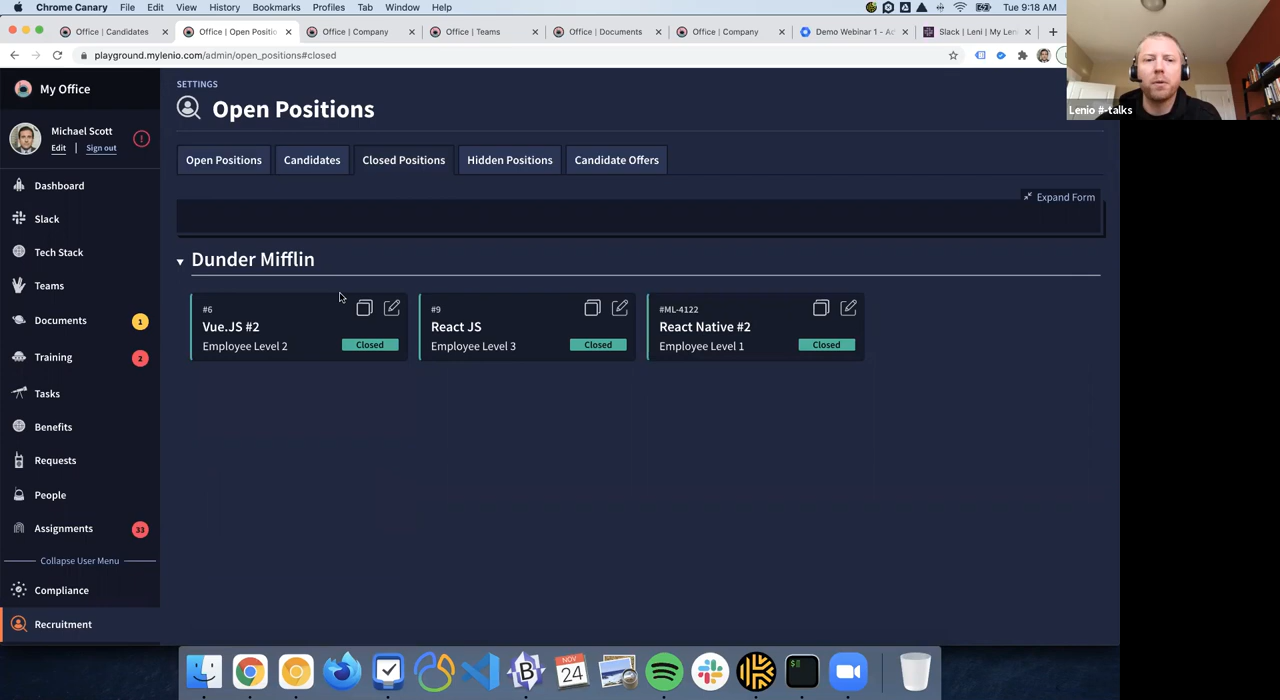 Chrome Canary File Edit View History Bookmarks Profiles Tab Window Help Tue 9:18 AM
Office | Candidates Office | Open Positio Office | Company Office | Teams Office | Documents Office | Company Demo Webinar 1 - Ac Slack | Leni | My Len
playground.mylenio.com/admin/open_positions#closed
Lenio #-talks
My Office
Michael Scott
Edit | Sign out
Dashboard
Slack
Tech Stack
Teams
Documents 1
Training 2
Tasks
Benefits
Requests
People
Assignments 33
Collapse User Menu
Compliance
Recruitment
SETTINGS
Open Positions
Open Positions Candidates Closed Positions Hidden Positions Candidate Offers
Expand Form
Dunder Mifflin
#6
Vue.JS #2
Employee Level 2 Closed
#9
React JS
Employee Level 3 Closed
#ML-4122
React Native #2
Employee Level 1 Closed
NOV
24